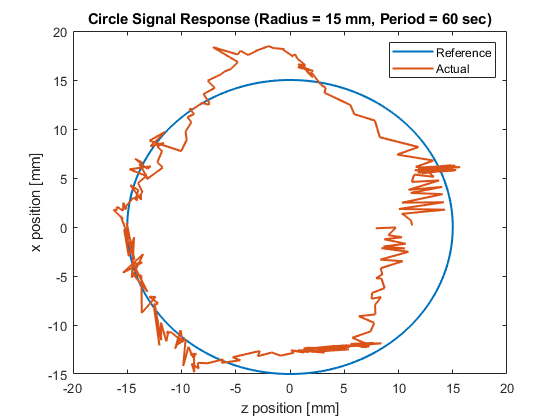 Circle Signal Response (Radius = 15 mm, Period = 60 sec)
Reference
Actual
20
15
10
5
0
-5
-10
-15
x position [mm]
-20 -15 -10 -5 0 5 10 15 20
z position [mm]